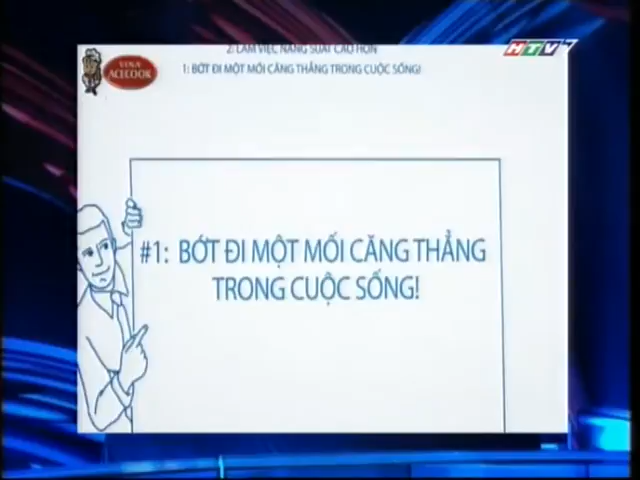 2: LÀM VIỆC NĂNG SUẤT CAO HƠN
HTV7
VINA
ACECOOK
1: BỚT ĐI MỘT MỐI CĂNG THẲNG TRONG CUỘC SỐNG!
#1: BỚT ĐI MỘT MỐI CĂNG THẲNG
TRONG CUỘC SỐNG!